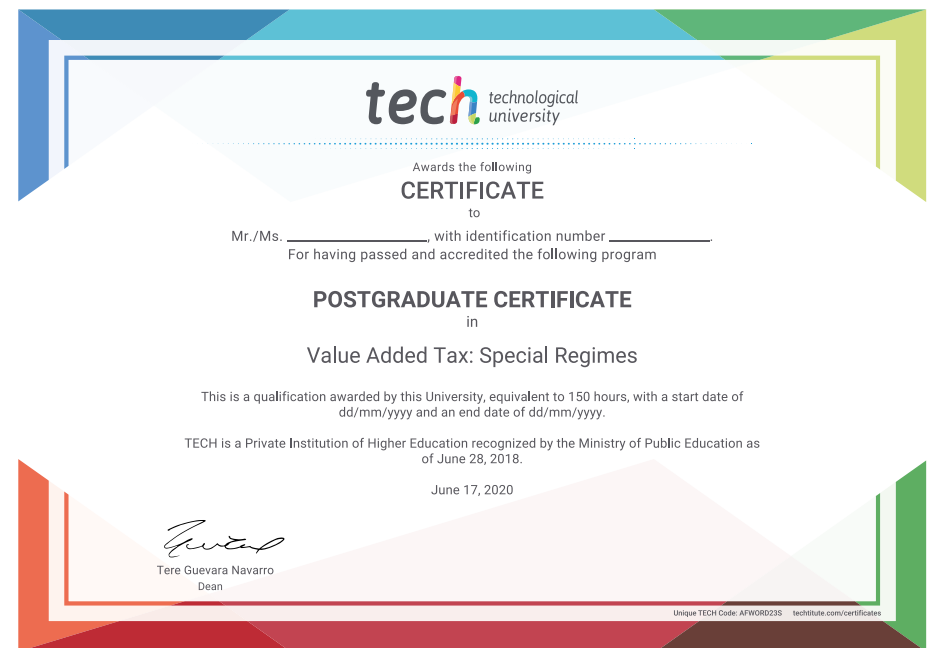 tech technological
university
Awards the following
CERTIFICATE
to
Mr./Ms. ____________________, with identification number ______________.
For having passed and accredited the following program
POSTGRADUATE CERTIFICATE
in
Value Added Tax: Special Regimes
This is a qualification awarded by this University, equivalent to 150 hours, with a start date of
dd/mm/yyyy and an end date of dd/mm/yyyy.
TECH is a Private Institution of Higher Education recognized by the Ministry of Public Education as
of June 28, 2018.
June 17, 2020
Tere Guevara Navarro
Dean
Unique TECH Code: AFWORD23S techtitute.com/certificates